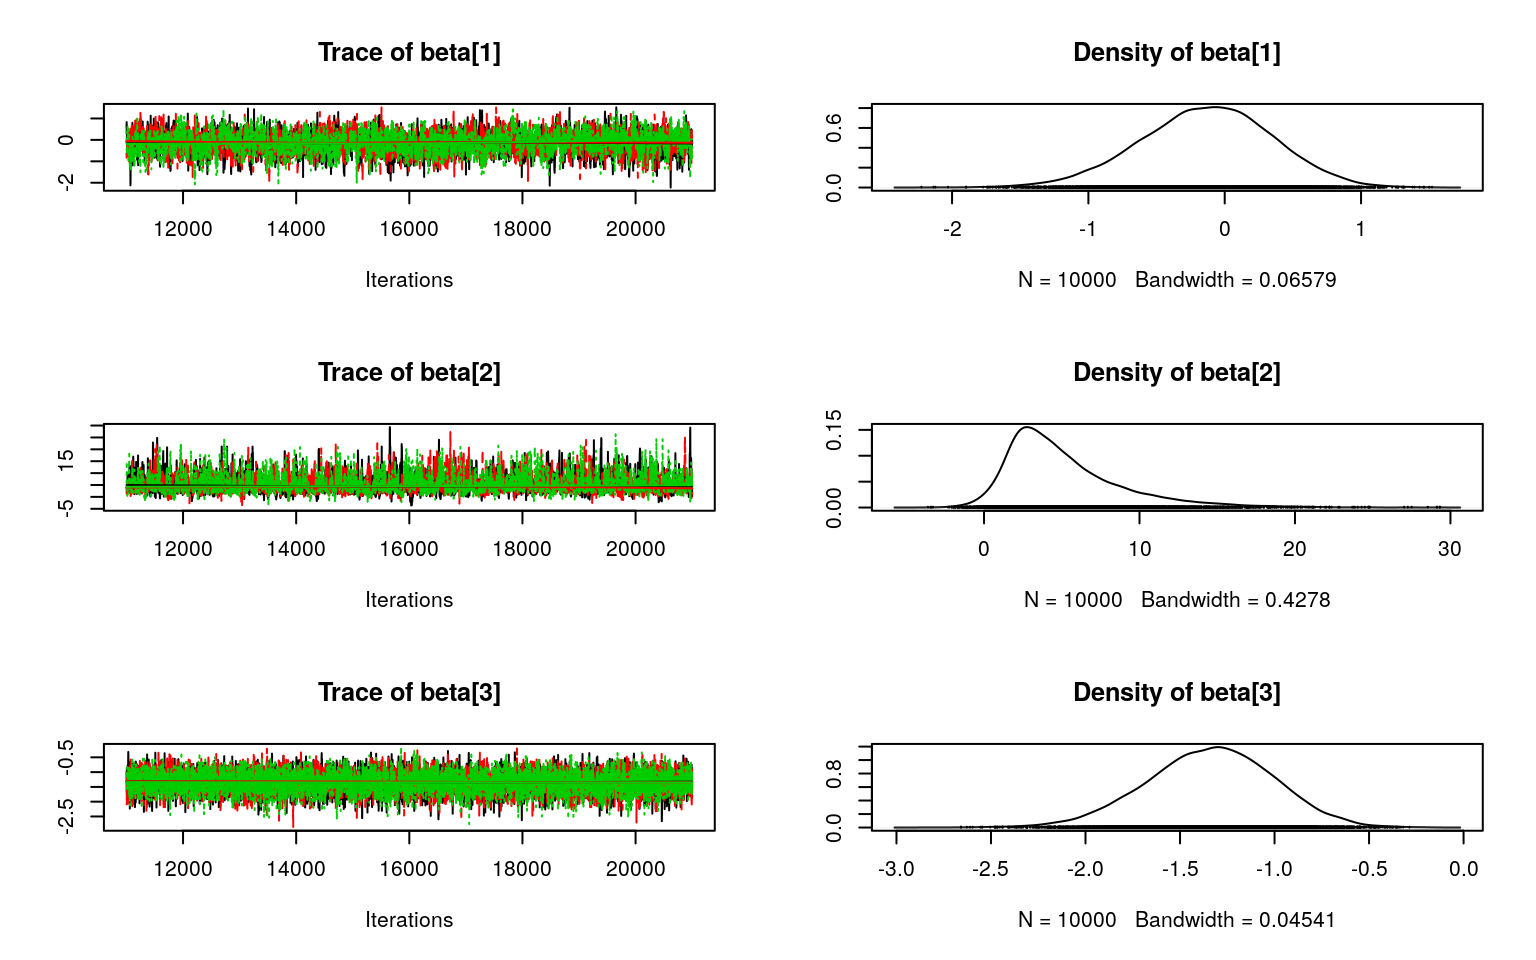 Trace of beta[1]
0
-2
12000 14000 16000 18000 20000
Iterations
Density of beta[1]
0.6
0.0
-2 -1 0 1
N = 10000 Bandwidth = 0.06579
Trace of beta[2]
15
-5
12000 14000 16000 18000 20000
Iterations
Density of beta[2]
0.15
0.00
0 10 20 30
N = 10000 Bandwidth = 0.4278
Trace of beta[3]
-0.5
-2.5
12000 14000 16000 18000 20000
Iterations
Density of beta[3]
0.8
0.0
-3.0 -2.5 -2.0 -1.5 -1.0 -0.5 0.0
N = 10000 Bandwidth = 0.04541